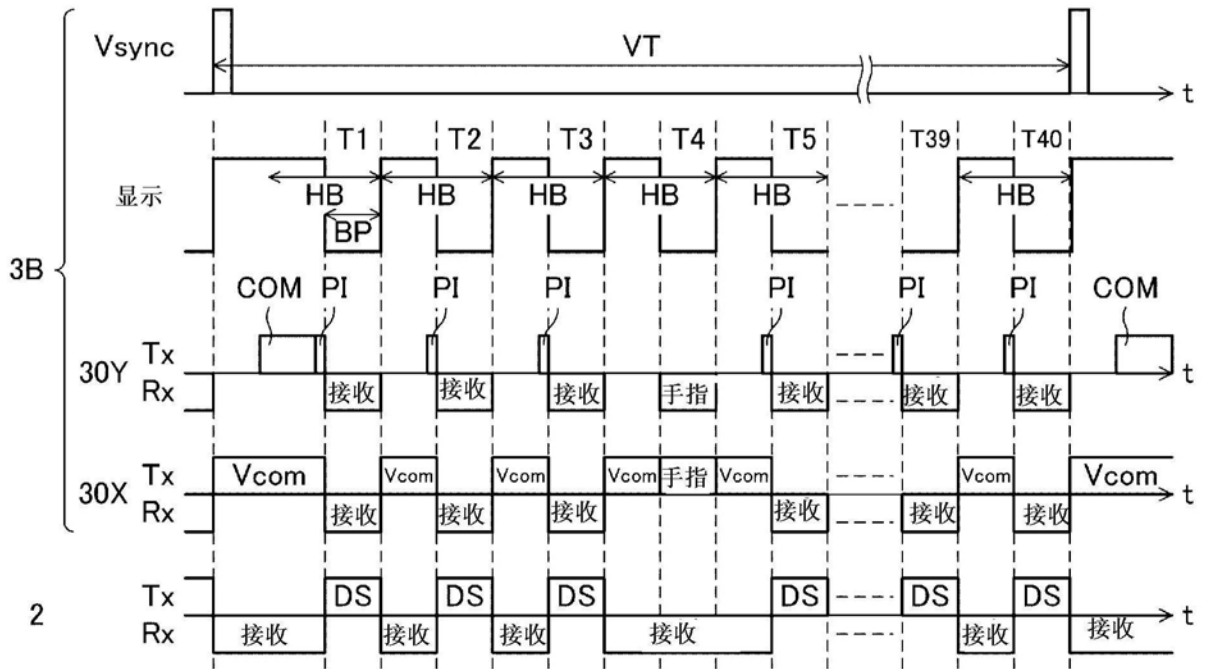 Vsync VT t
T1 T2 T3 T4 T5 T39 T40
显示 HB HB HB HB HB HB
BP
3B
COM PI PI PI PI PI PI COM
30Y Tx t
Rx 接收 接收 接收 手指 接收 接收 接收
30X Tx Vcom Vcom Vcom Vcom 手指 Vcom Vcom Vcom t
Rx 接收 接收 接收 接收 接收 接收
2 Tx DS DS DS DS DS DS t
Rx 接收 接收 接收 接收 接收 接收